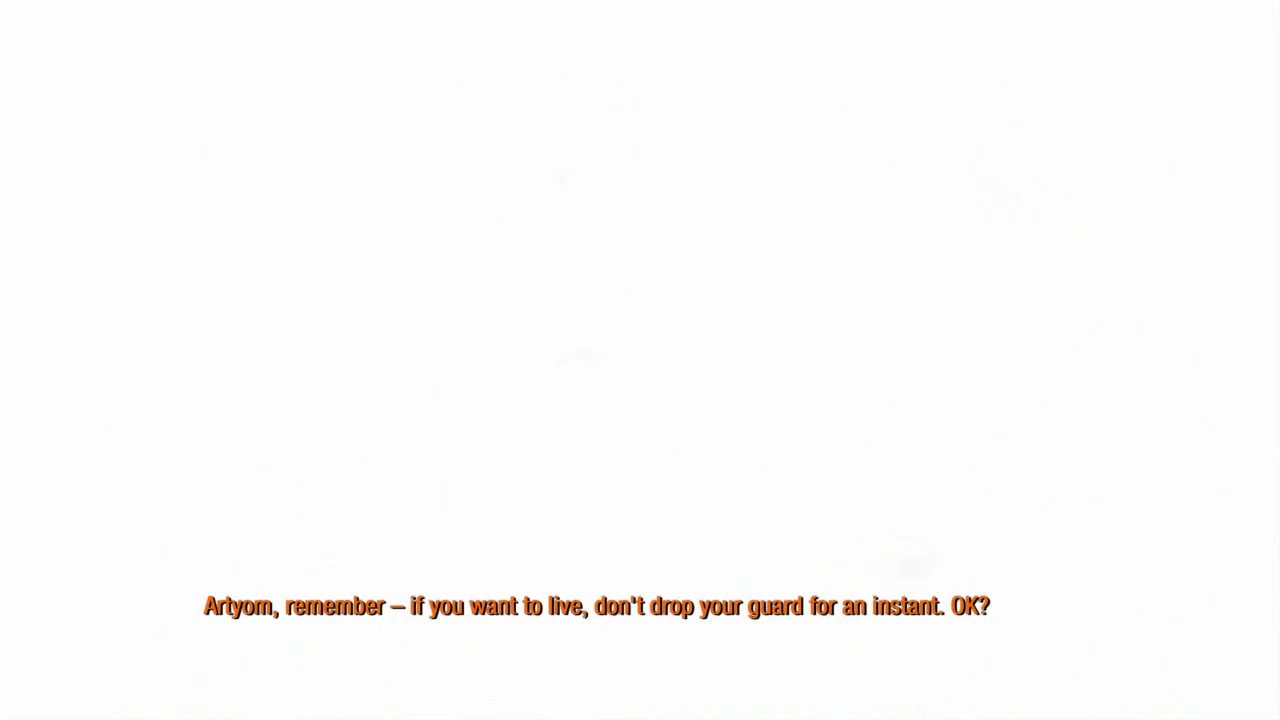 Artyom, remember – if you want to live, don't drop your guard for an instant. OK?